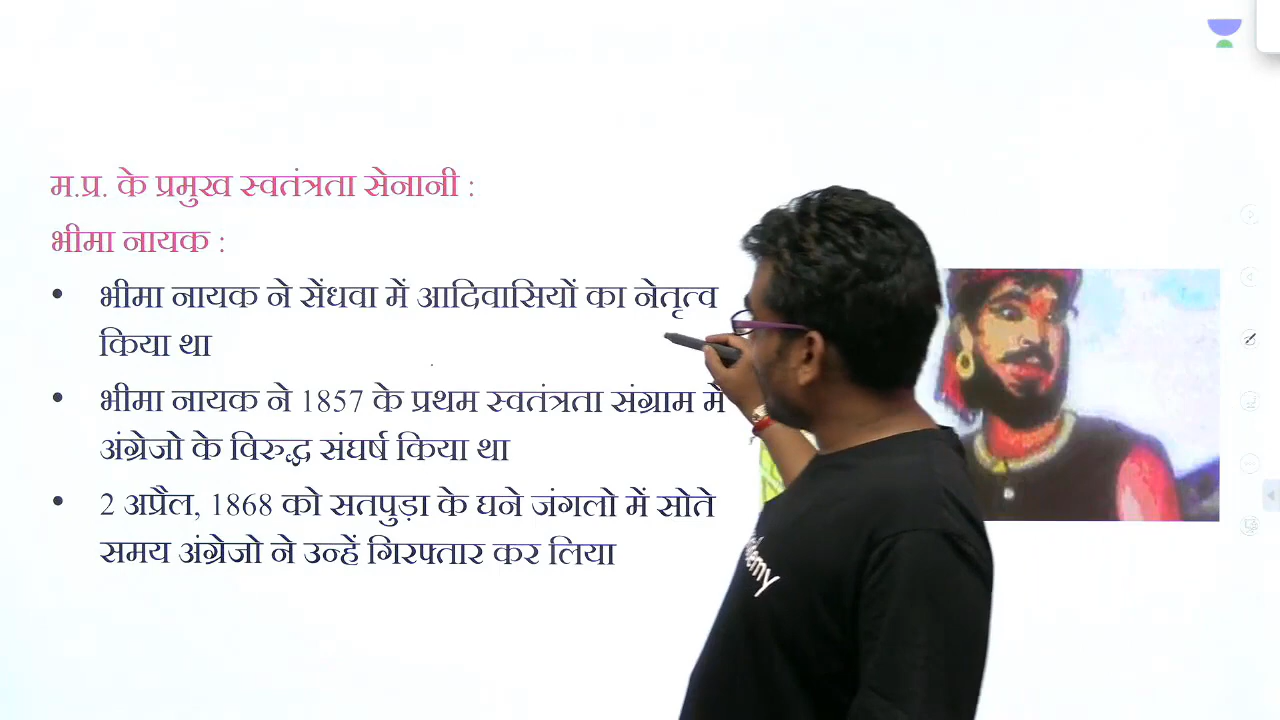 म.प्र. के प्रमुख स्वतंत्रता सेनानी :
भीमा नायक :
• भीमा नायक ने सेंधवा में आदिवासियों का नेतृत्व
किया था
• भीमा नायक ने 1857 के प्रथम स्वतंत्रता संग्राम में
अंग्रेजो के विरुद्ध संघर्ष किया था
• 2 अप्रैल, 1868 को सतपुड़ा के घने जंगलो में सोते
समय अंग्रेजो ने उन्हें गिरफ्तार कर लिया